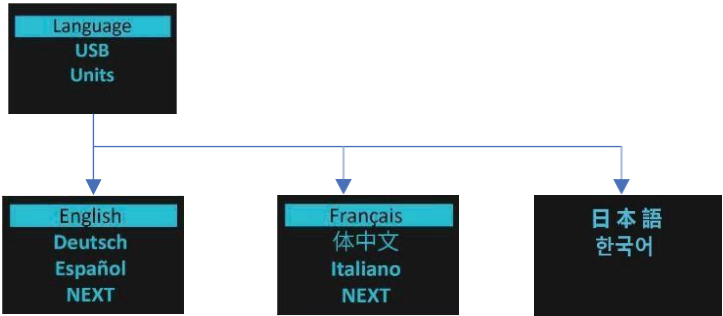 Language
USB
Units
English
Deutsch
Español
NEXT
Français
体中文
Italiano
NEXT
日本語
한국어